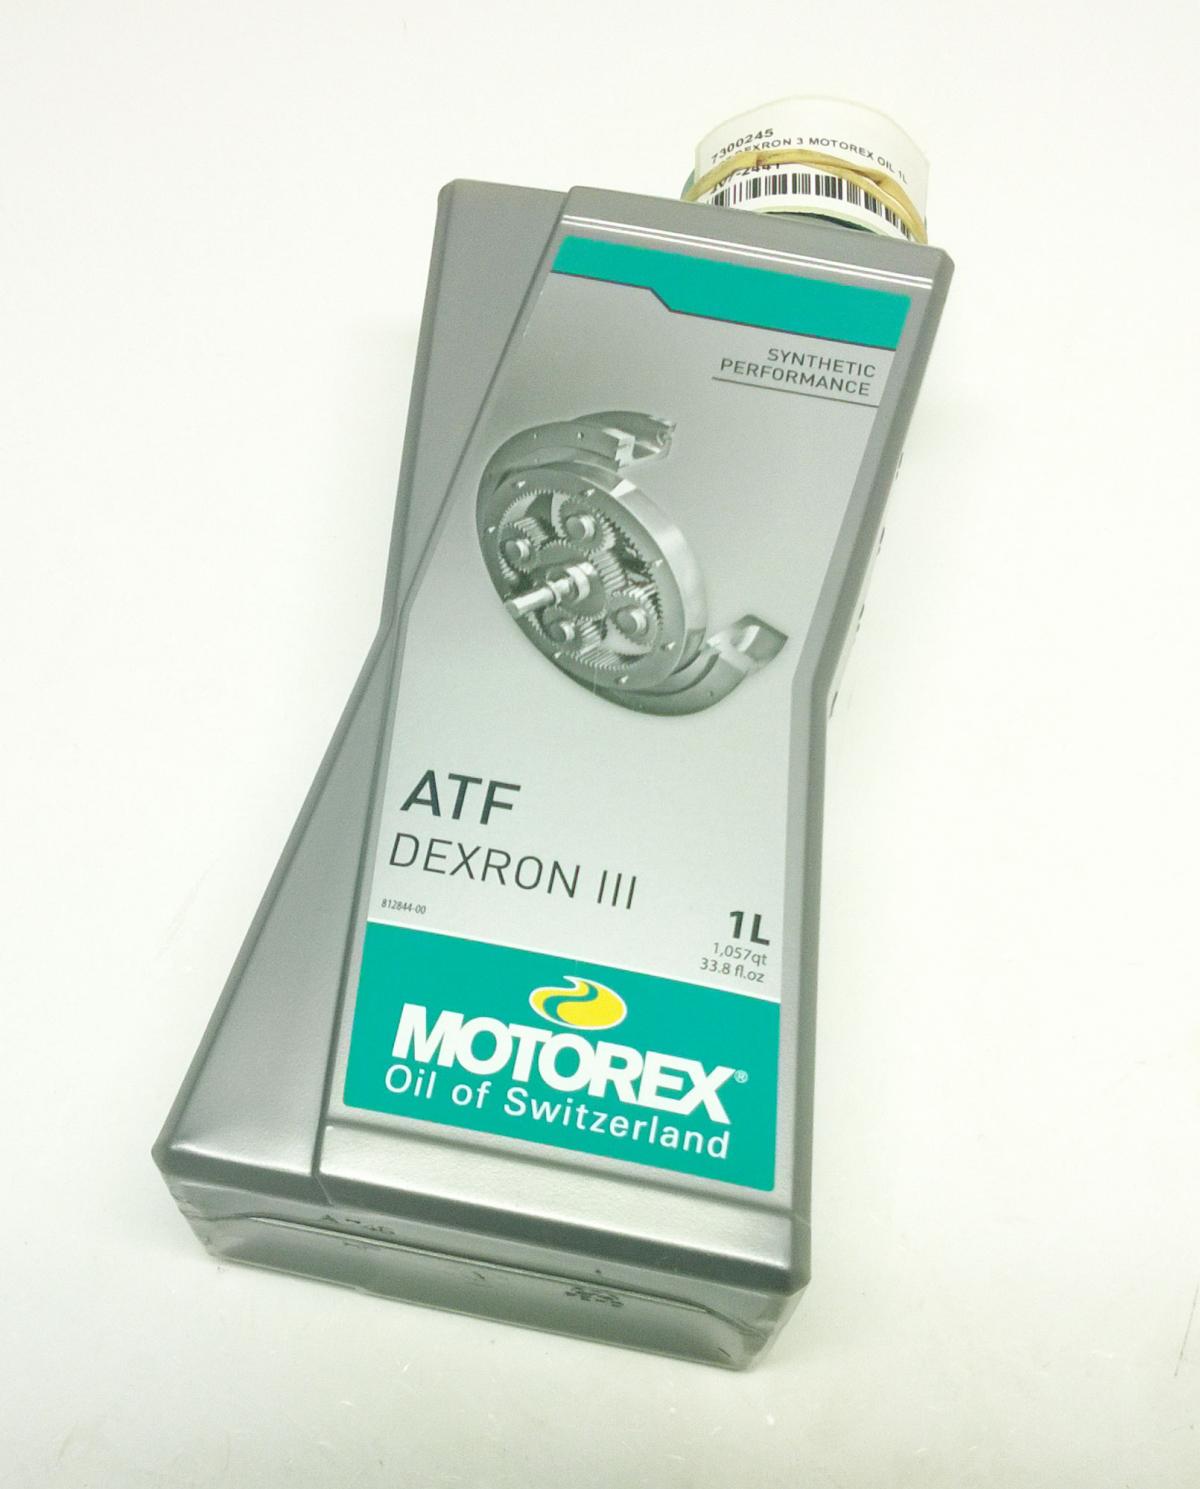 7300245
DEXRON 3 MOTOREX OIL 1L
SYNTHETIC
PERFORMANCE
ATF
DEXRON III
812844-00
1L
1,057qt
33.8 fl.oz
MOTOREX®
Oil of Switzerland